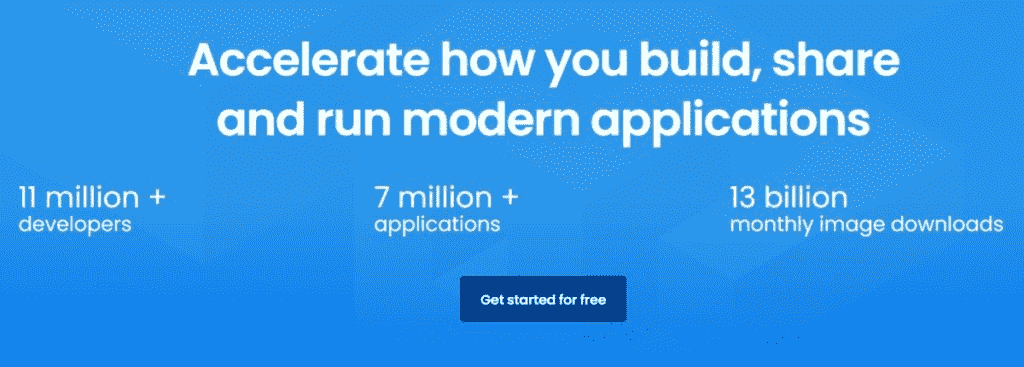 Accelerate how you build, share
and run modern applications
11 million +
developers
7 million +
applications
13 billion
monthly image downloads
Get started for free